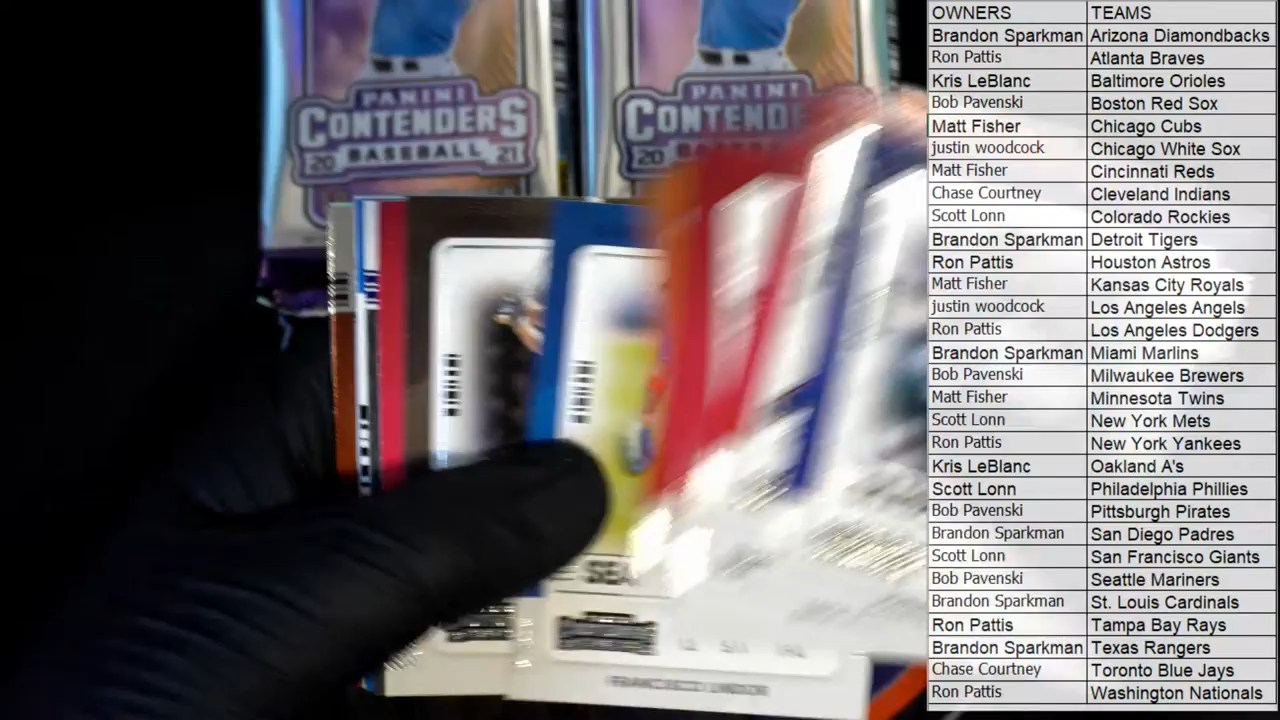 PANINI
CONTENDERS
20 BASEBALL 21
PANINI
CONTENDE
20
SEA
FRANCISCO LINDOR
OWNERS TEAMS
Brandon Sparkman Arizona Diamondbacks
Ron Pattis Atlanta Braves
Kris LeBlanc Baltimore Orioles
Bob Pavenski Boston Red Sox
Matt Fisher Chicago Cubs
justin woodcock Chicago White Sox
Matt Fisher Cincinnati Reds
Chase Courtney Cleveland Indians
Scott Lonn Colorado Rockies
Brandon Sparkman Detroit Tigers
Ron Pattis Houston Astros
Matt Fisher Kansas City Royals
justin woodcock Los Angeles Angels
Ron Pattis Los Angeles Dodgers
Brandon Sparkman Miami Marlins
Bob Pavenski Milwaukee Brewers
Matt Fisher Minnesota Twins
Scott Lonn New York Mets
Ron Pattis New York Yankees
Kris LeBlanc Oakland A's
Scott Lonn Philadelphia Phillies
Bob Pavenski Pittsburgh Pirates
Brandon Sparkman San Diego Padres
Scott Lonn San Francisco Giants
Bob Pavenski Seattle Mariners
Brandon Sparkman St. Louis Cardinals
Ron Pattis Tampa Bay Rays
Brandon Sparkman Texas Rangers
Chase Courtney Toronto Blue Jays
Ron Pattis Washington Nationals